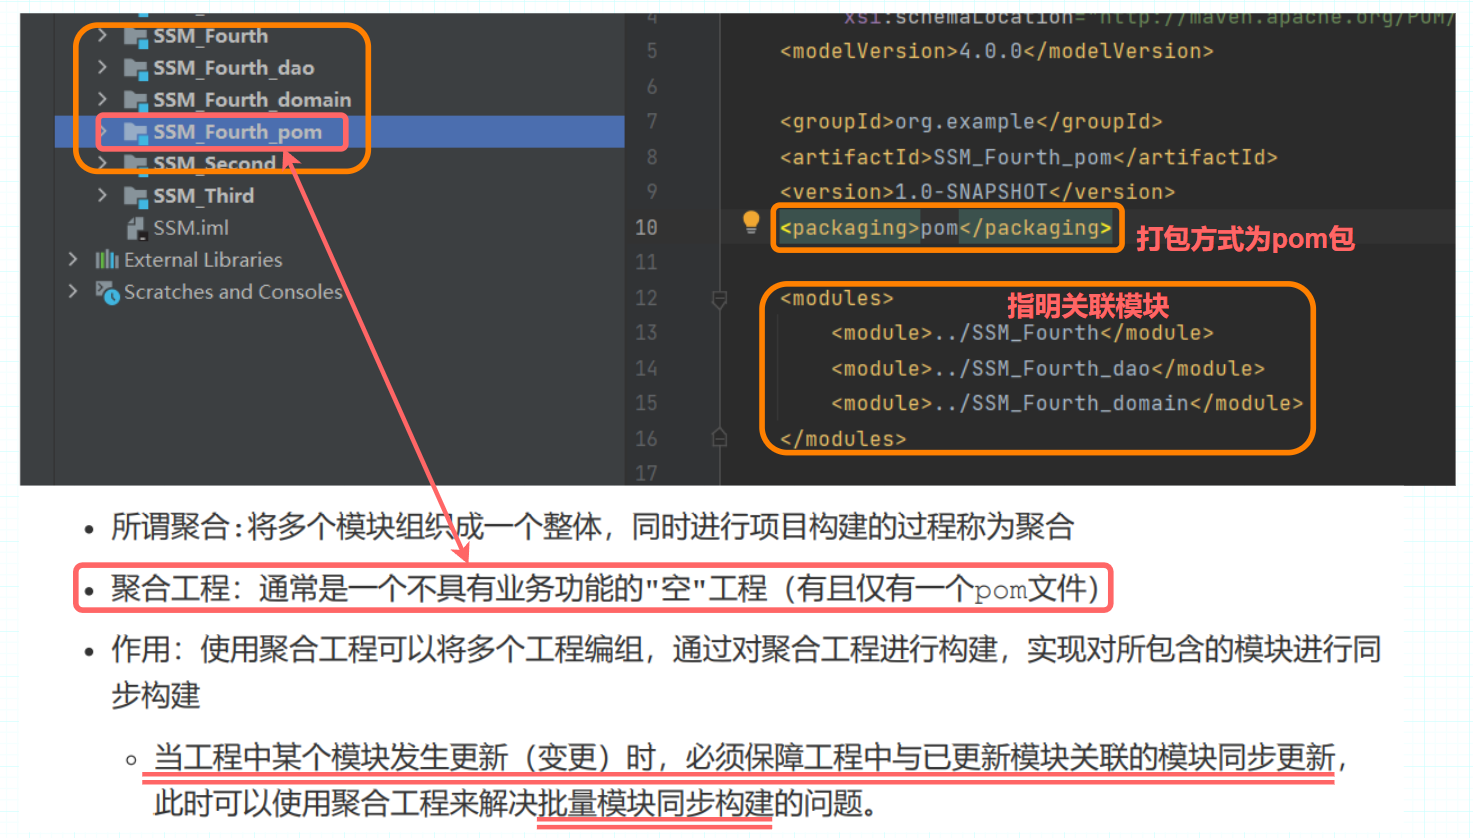 SSM_Fourth
SSM_Fourth_dao
SSM_Fourth_domain
SSM_Fourth_pom
SSM_Second
SSM_Third
SSM.iml
External Libraries
Scratches and Consoles
4 xsi:schemaLocation="http://maven.apache.org/POM/
5 <modelVersion>4.0.0</modelVersion>
6
7 <groupId>org.example</groupId>
8 <artifactId>SSM_Fourth_pom</artifactId>
9 <version>1.0-SNAPSHOT</version>
10 <packaging>pom</packaging>
打包方式为pom包
11
12 <modules>
指明关联模块
13 <module>../SSM_Fourth</module>
14 <module>../SSM_Fourth_dao</module>
15 <module>../SSM_Fourth_domain</module>
16 </modules>
17
• 所谓聚合:将多个模块组织成一个整体，同时进行项目构建的过程称为聚合
• 聚合工程：通常是一个不具有业务功能的"空"工程（有且仅有一个pom文件）
• 作用：使用聚合工程可以将多个工程编组，通过对聚合工程进行构建，实现对所包含的模块进行同
步构建
◦ 当工程中某个模块发生更新（变更）时，必须保障工程中与已更新模块关联的模块同步更新，
此时可以使用聚合工程来解决批量模块同步构建的问题。